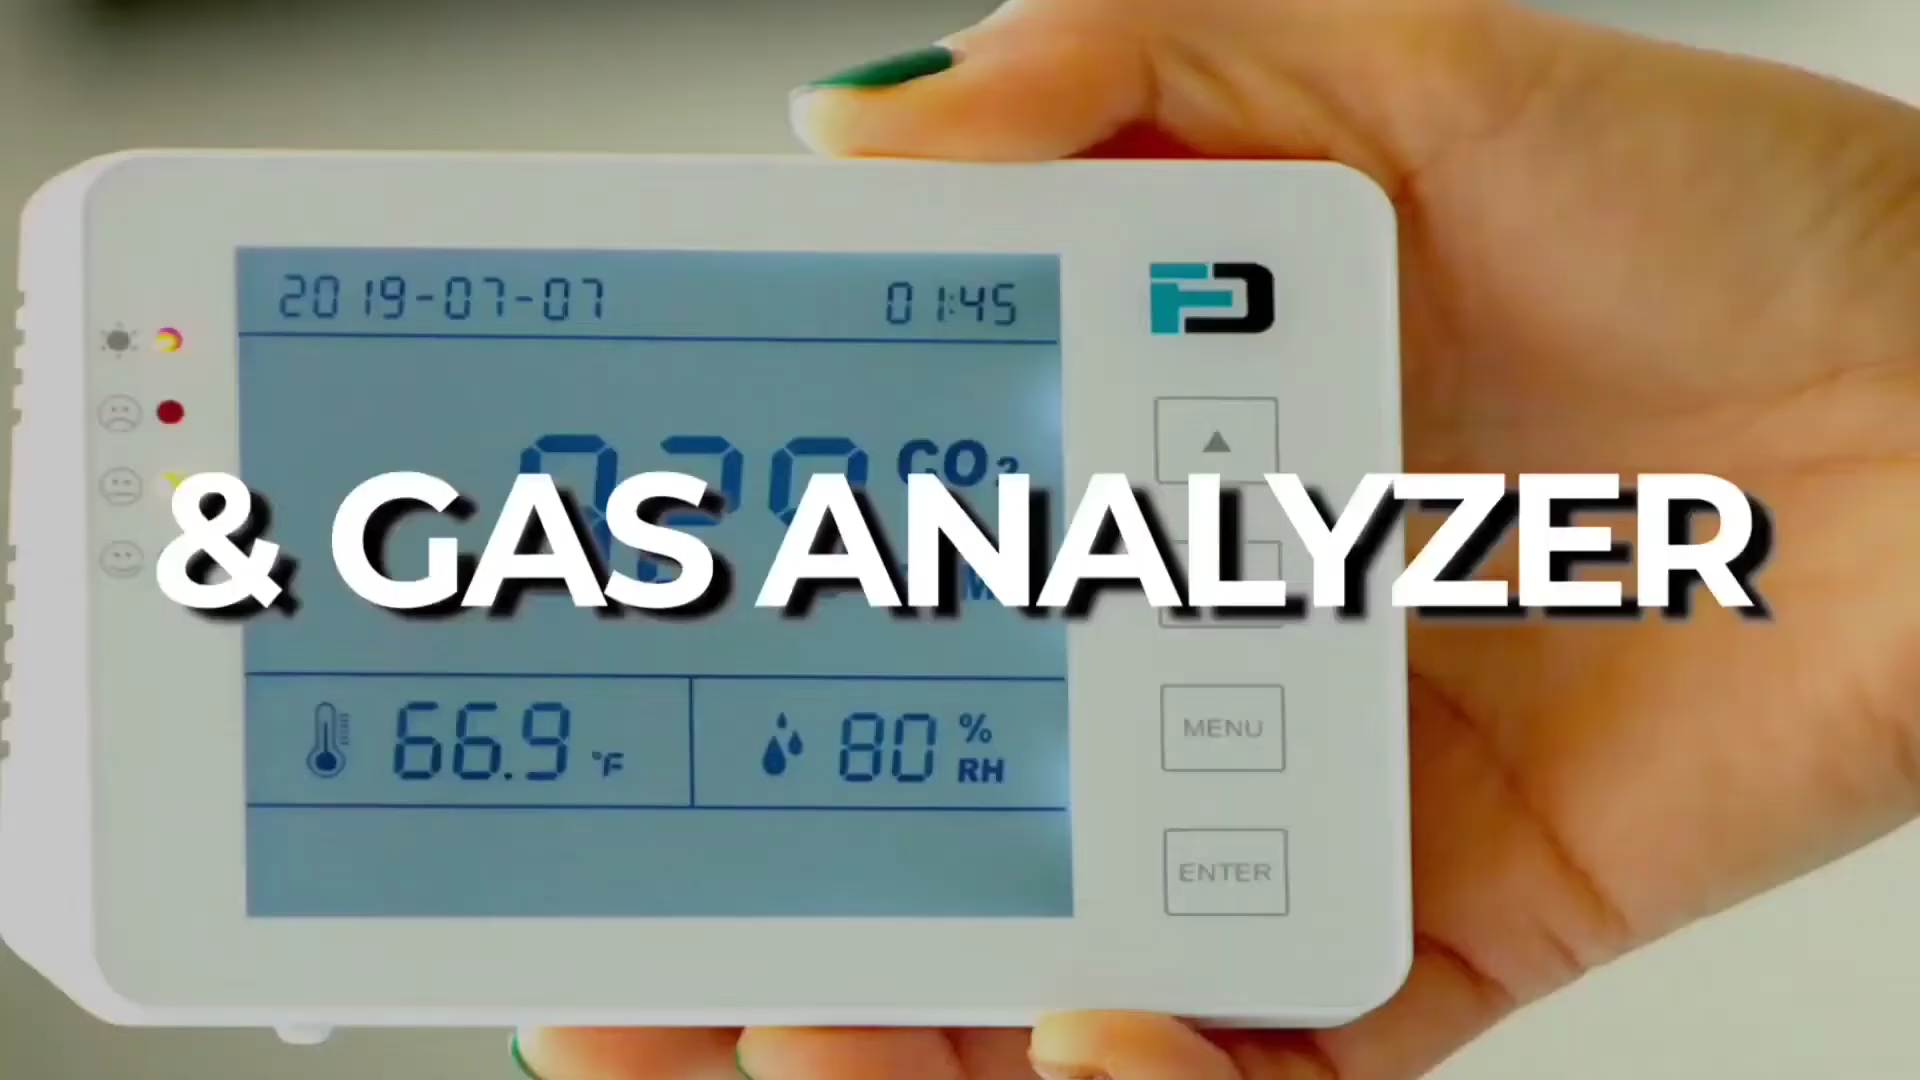 2019-07-07 01:45
CO₂
& GAS ANALYZER
66.9 °F 80 % RH
MENU
ENTER